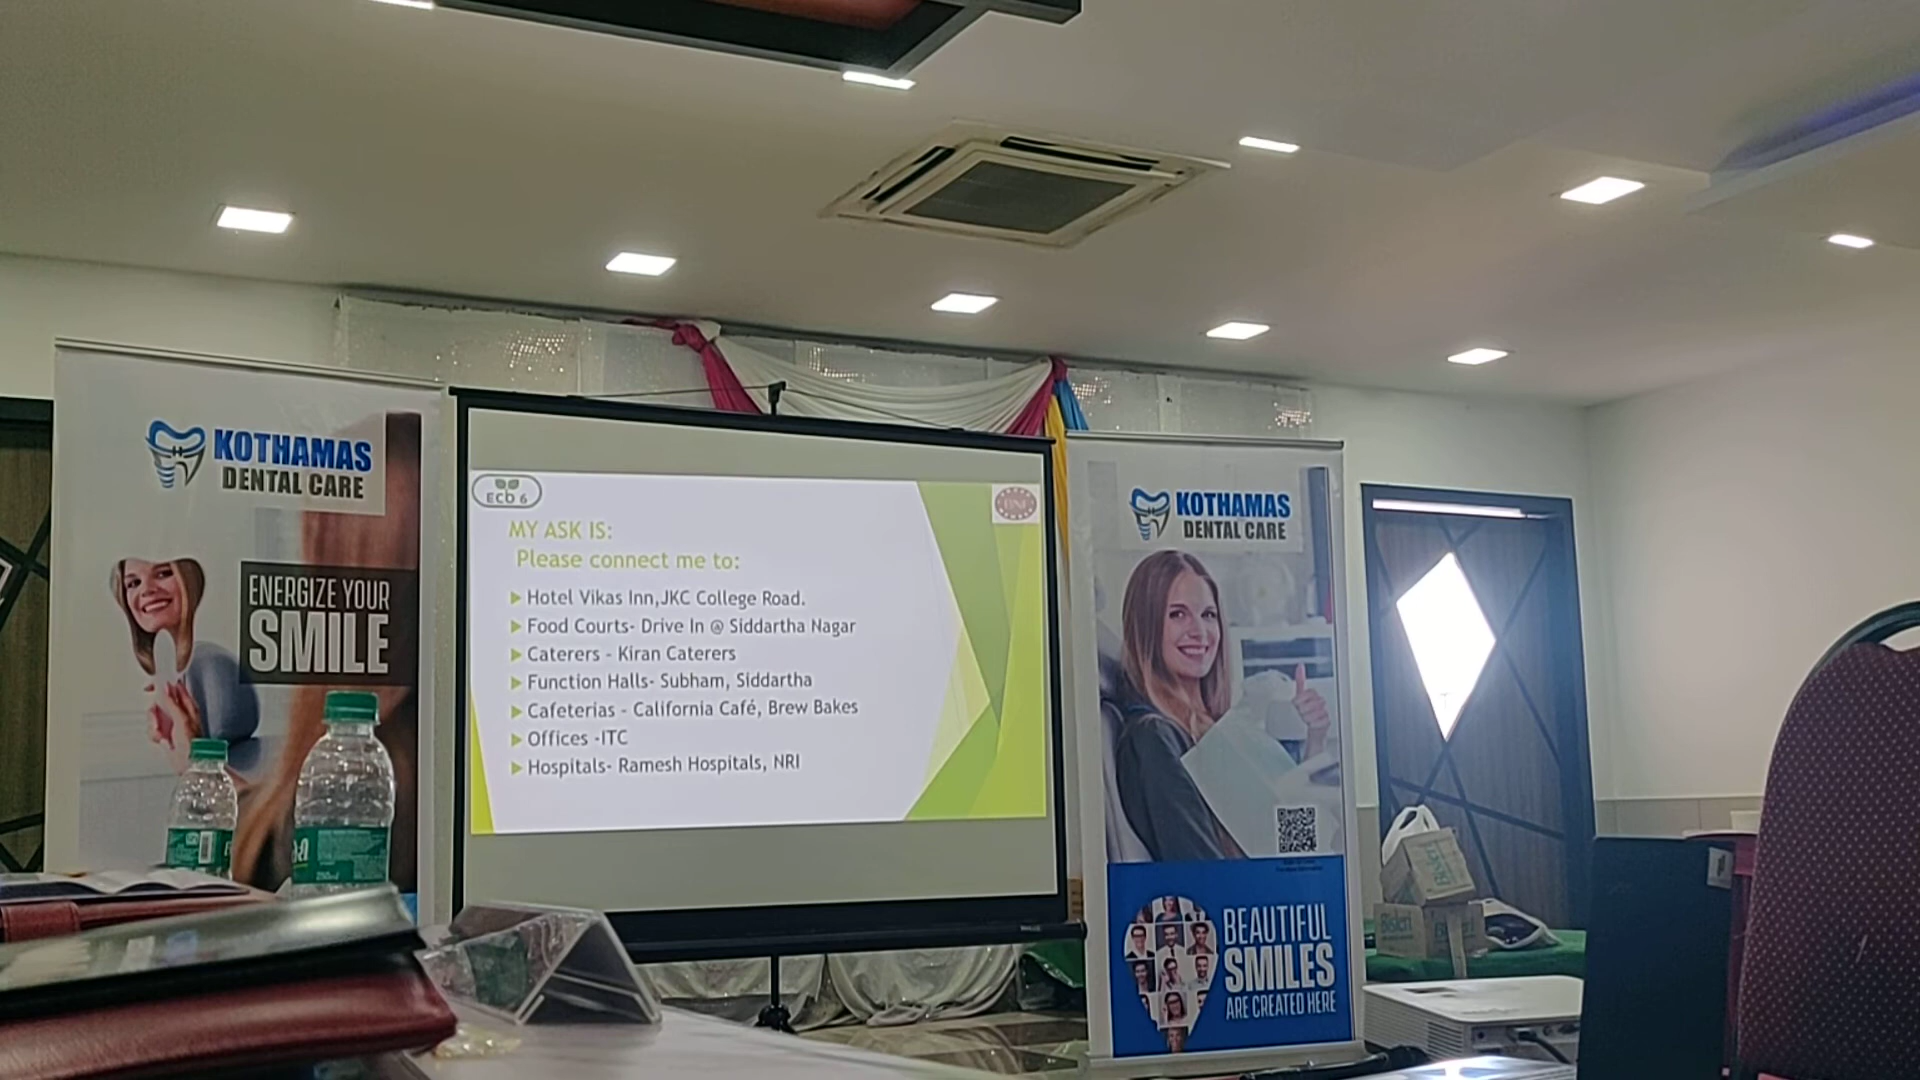 KOTHAMAS
DENTAL CARE
ENERGIZE YOUR
SMILE
Ecb 6
MY ASK IS:
Please connect me to:
Hotel Vikas Inn,JKC College Road.
Food Courts- Drive In @ Siddartha Nagar
Caterers - Kiran Caterers
Function Halls- Subham, Siddartha
Cafeterias - California Café, Brew Bakes
Offices -ITC
Hospitals- Ramesh Hospitals, NRI
KOTHAMAS
DENTAL CARE
BEAUTIFUL
SMILES
ARE CREATED HERE
Bisleri